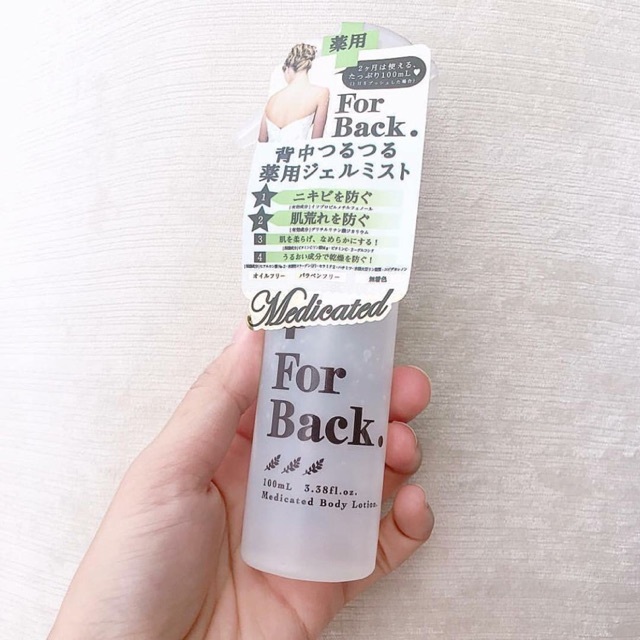 薬用
2ヶ月は使える、
たっぷり100mL♥
For
Back.
背中つるつる
薬用ジェルミスト
1 ニキビを防ぐ
2 肌荒れを防ぐ
3 肌を柔らげ、なめらかにする!
4 うるおい成分で乾燥を防ぐ!
オイルフリー パラベンフリー 無着色
Medicated
For
Back.
100mL 3.38fl.oz.
Medicated Body Lotion.